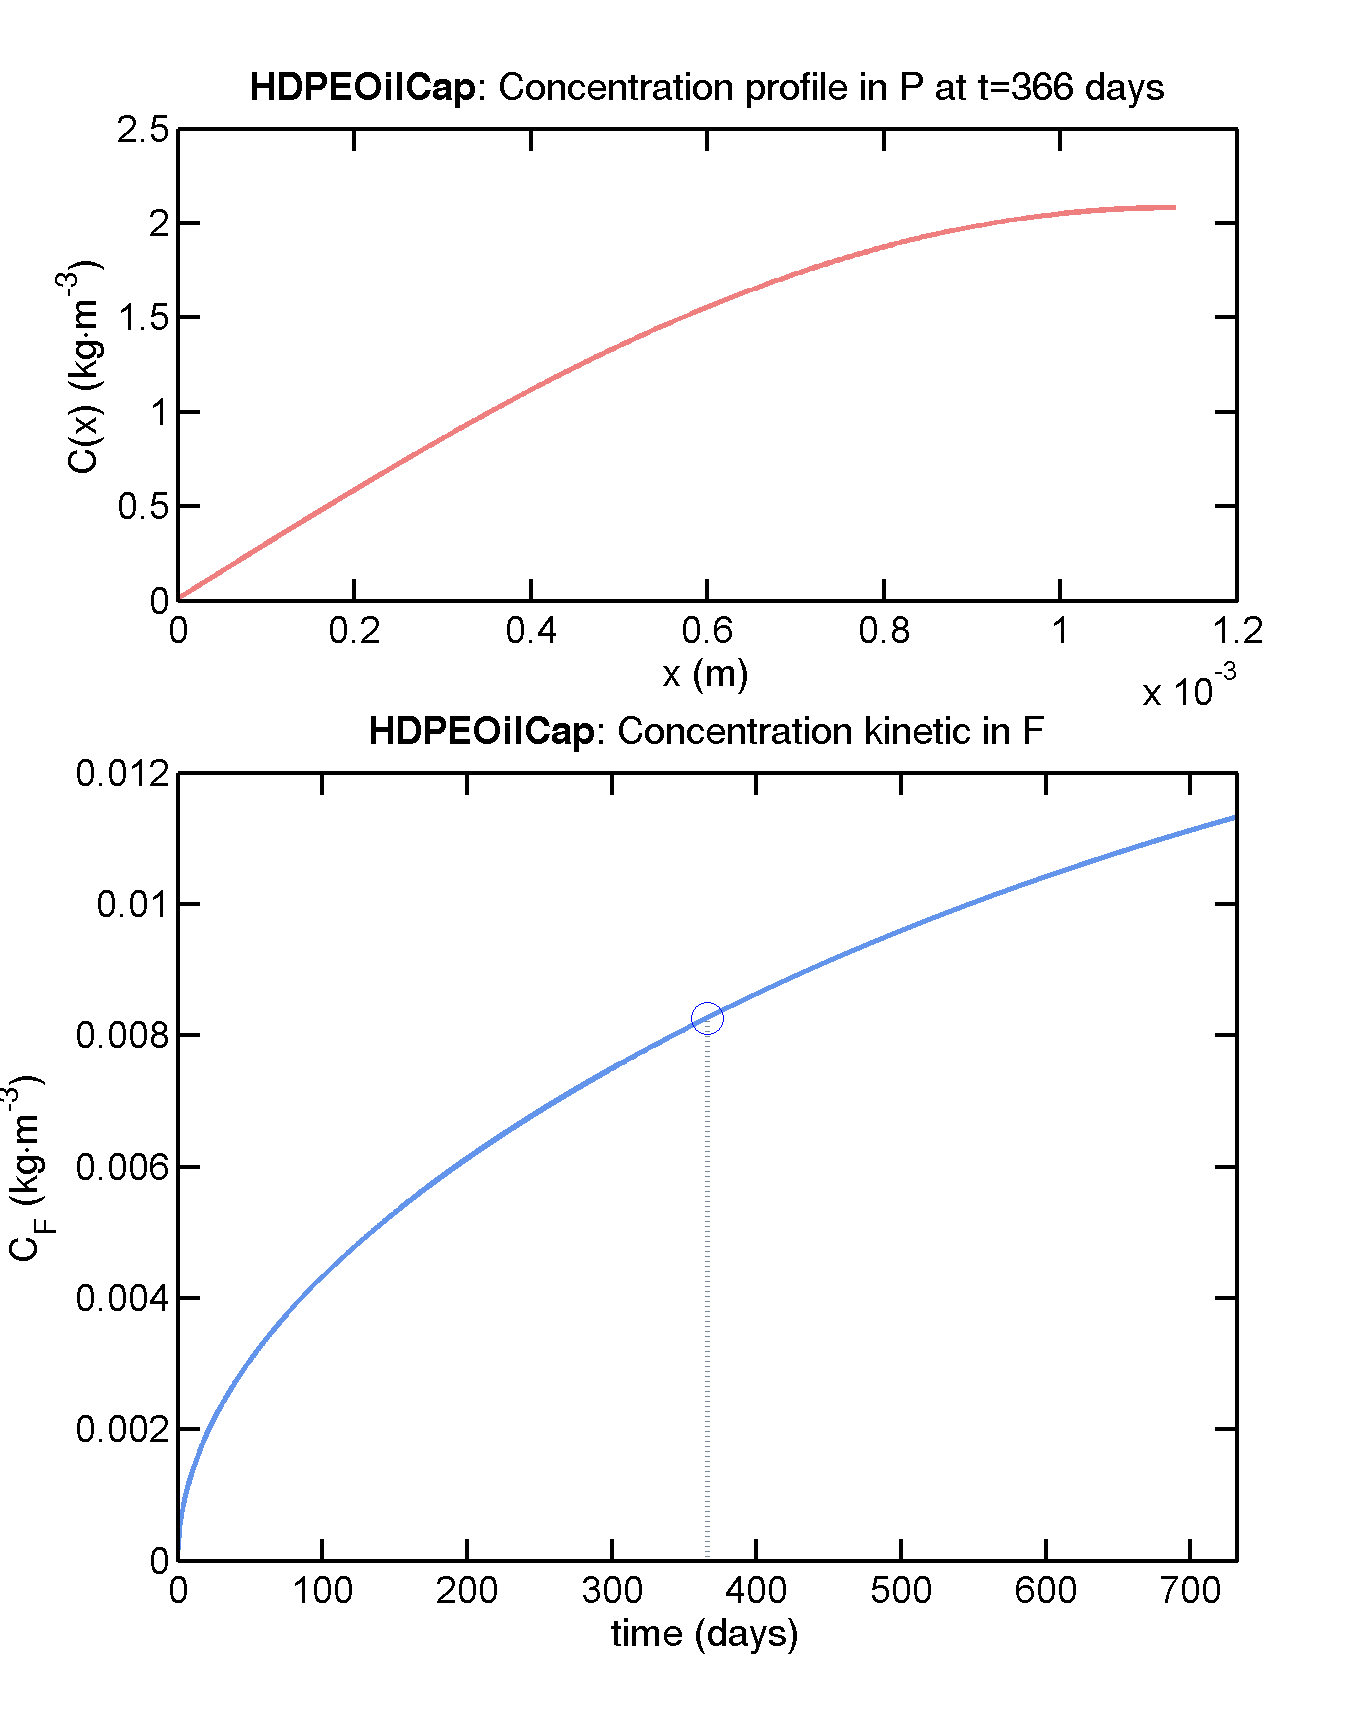 HDPEOilCap: Concentration profile in P at t=366 days
2.5
2
1.5
1
0.5
0
C(x) (kg·m-3)
0 0.2 0.4 0.6 0.8 1 1.2
x (m)
x 10-3
HDPEOilCap: Concentration kinetic in F
0.012
0.01
0.008
0.006
0.004
0.002
0
CF (kg·m-3)
0 100 200 300 400 500 600 700
time (days)